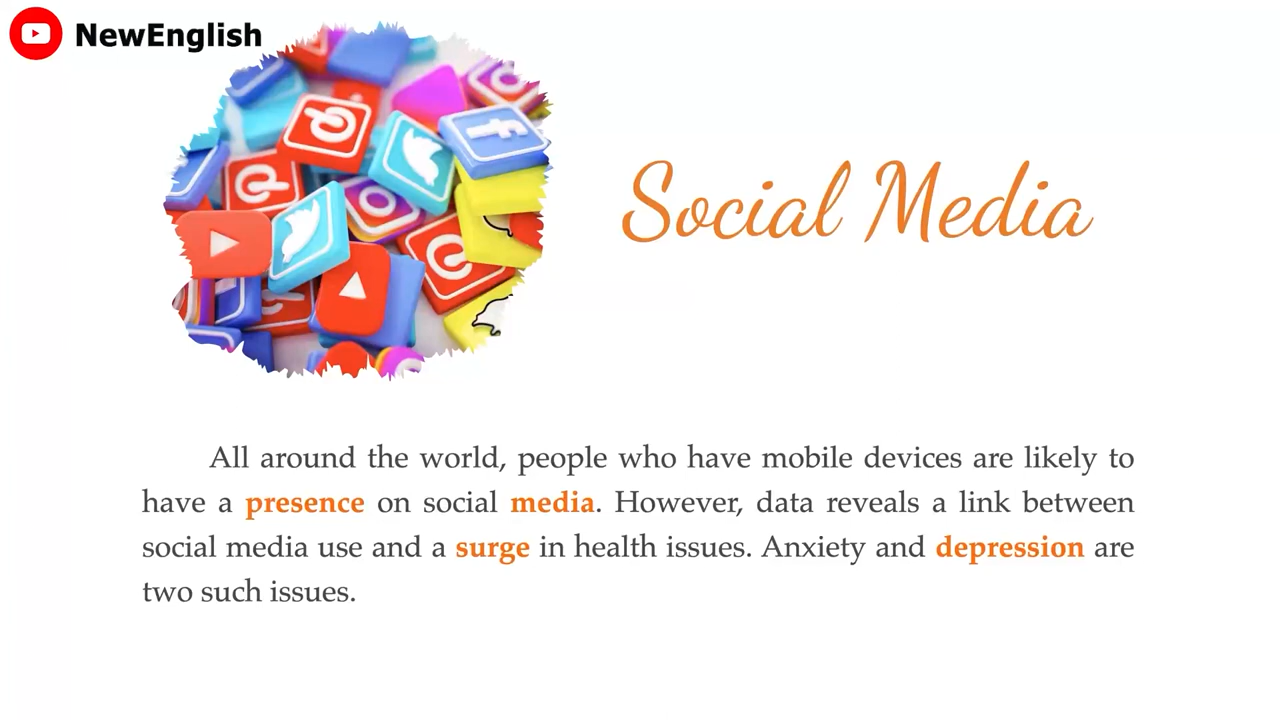 NewEnglish
Social Media
All around the world, people who have mobile devices are likely to
have a presence on social media. However, data reveals a link between
social media use and a surge in health issues. Anxiety and depression are
two such issues.